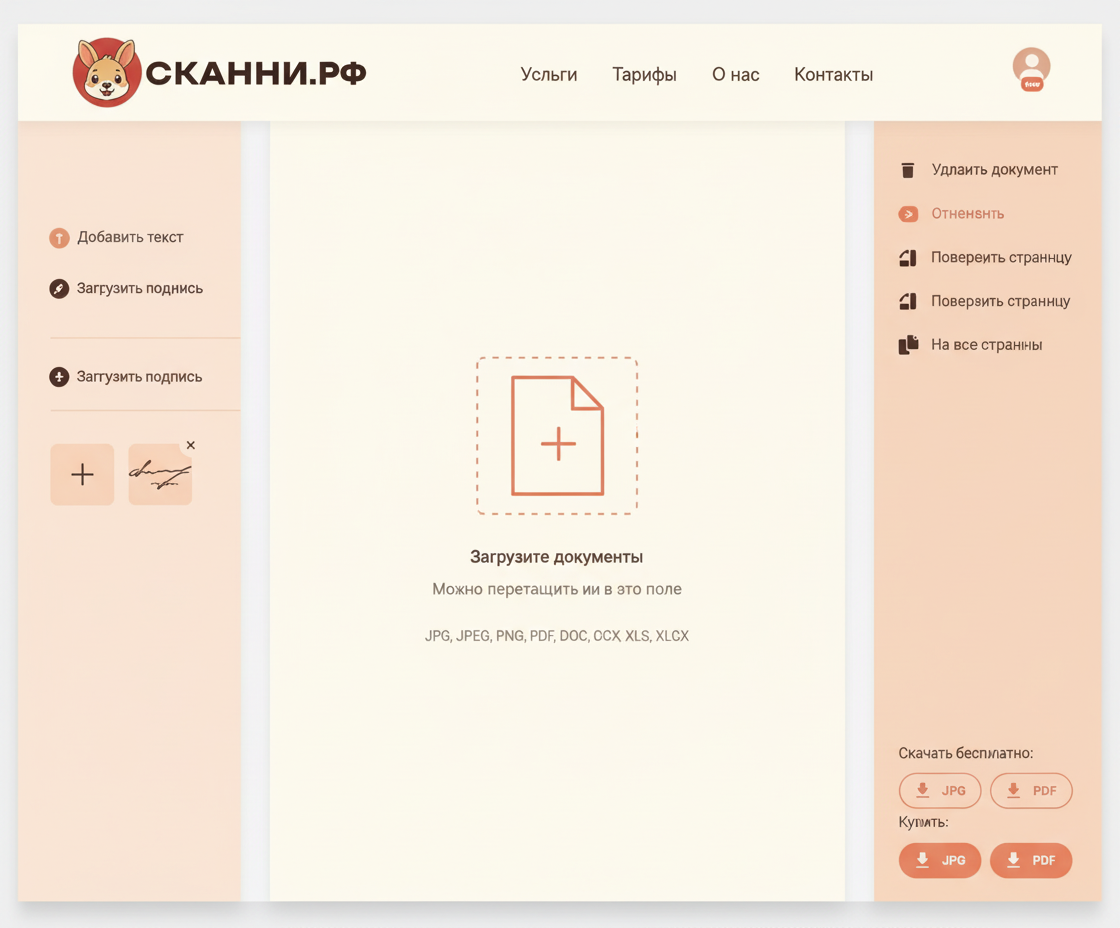 СКАННИ.РФ
Усльги Тарифы О нас Контакты
Добавить текст
Загрузить поднись
Заггузить подпись
Загрузите документы
Можно перетащить ии в это поле
JPG, JPEG, PNG, PDF, DOC, OCX, XLS, XLCX
Удлаить документ
Отненвнть
Повереить страннцу
Поверзить страннцу
На все странны
Скачать бесплатно:
JPG PDF
Купить:
JPG PDF